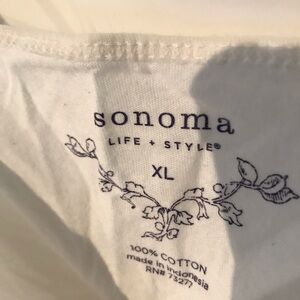 sonoma
LIFE + STYLE®
XL
100% COTTON
made in Indonesia
RN# 73277